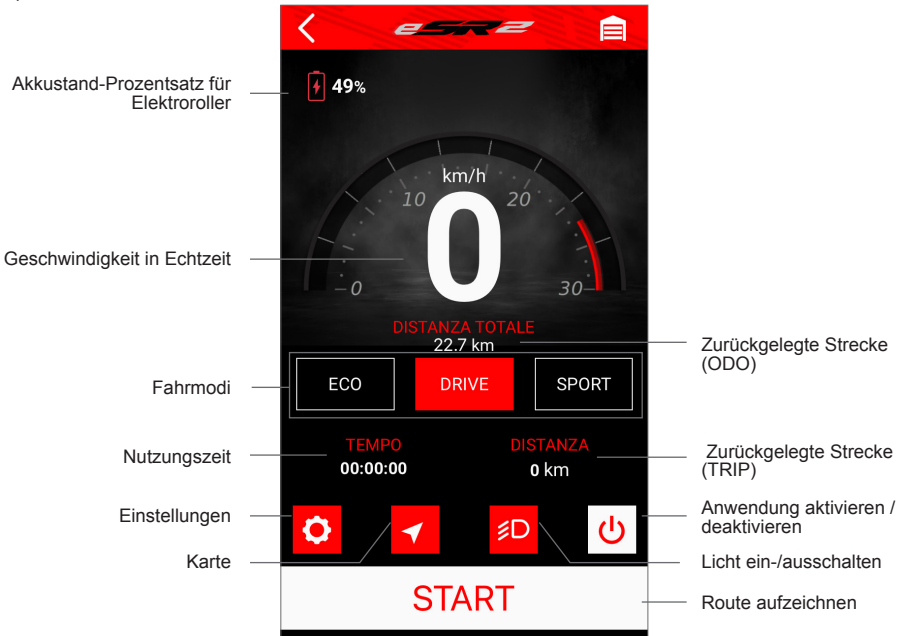 eSR2
Akkustand-Prozentsatz für
Elektroroller
49%
km/h
10
20
0
Geschwindigkeit in Echtzeit
0
30
DISTANZA TOTALE
22.7 km
Zurückgelegte Strecke
(ODO)
Fahrmodi
ECO
DRIVE
SPORT
TEMPO
DISTANZA
Nutzungszeit
00:00:00
0 km
Zurückgelegte Strecke
(TRIP)
Einstellungen
Anwendung aktivieren /
deaktivieren
Karte
Licht ein-/ausschalten
START
Route aufzeichnen